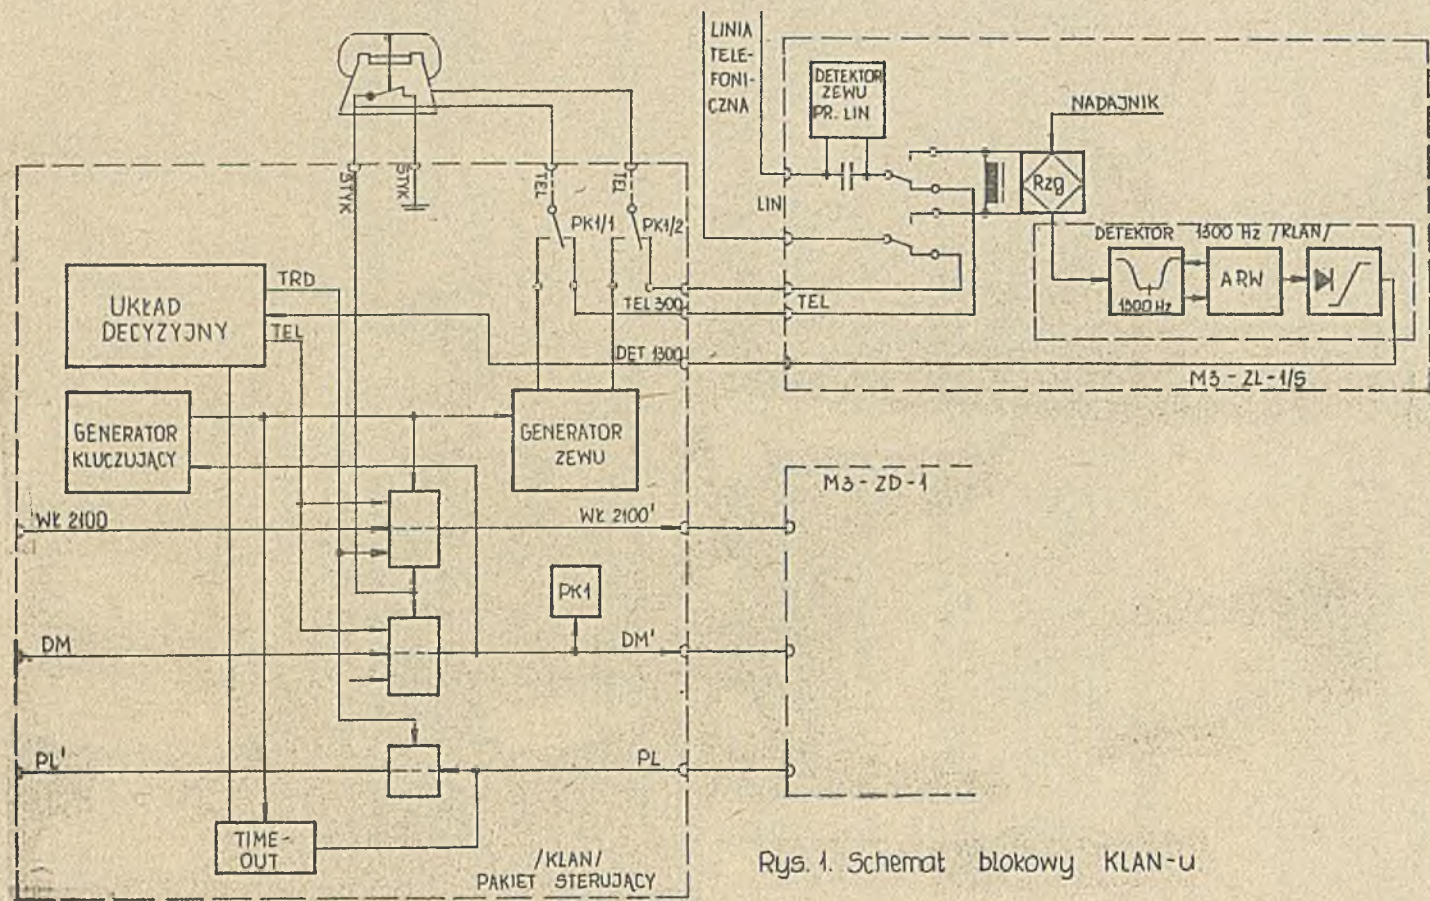 LINIA
TELE-
FONI-
CZNA
DETEKTOR
ZEWU
PR. LIN
NADAJNIK
Rzg
LIN
STYK
STYK
TEL
TEL
PK1/1
PK1/2
DETEKTOR 1300 Hz /KLAN/
1300 Hz
ARW
UKŁAD
DECYZYJNY
TRD
TEL
TEL 300
TEL
DET 1300
M3-ZL-1/S
GENERATOR
KLUCZUJĄCY
GENERATOR
ZEWU
M3-ZD-1
WŁ 2100
WŁ 2100'
PK1
DM
DM'
PL'
PL
TIME-
OUT
/KLAN/
PAKIET STERUJĄCY
Rys. 1. Schemat blokowy KLAN-u